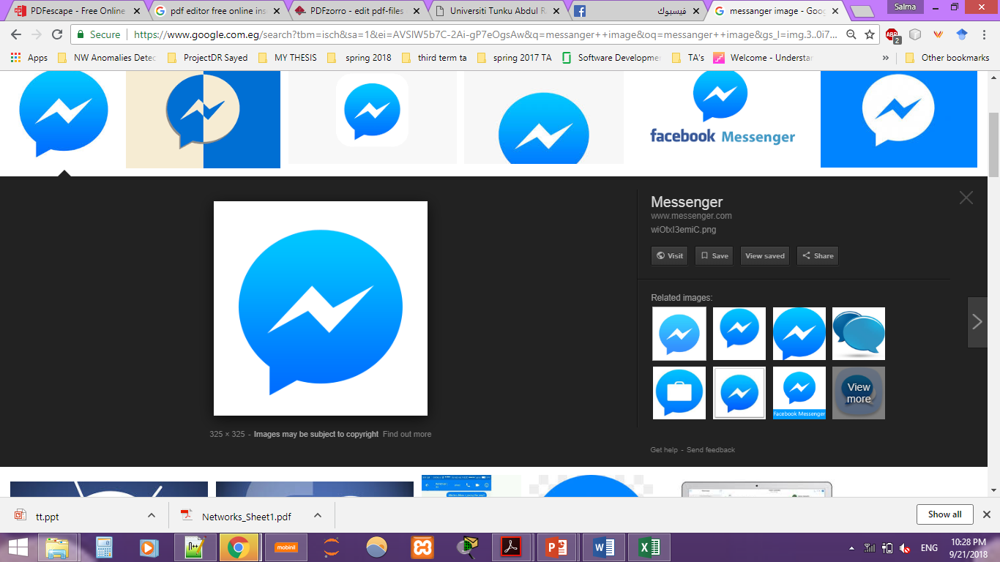 PDFescape - Free Online
pdf editor free online ins
PDFzorro - edit pdf-files
Universiti Tunku Abdul R
فيسبوك
messanger image - Goog
Salma
Secure
https://www.google.com.eg/search?tbm=isch&sa=1&ei=AVSIW5b7C-2Ai-gP7eOgsAw&q=messanger++image&oq=messanger++image&gs_l=img.3..0i7...
ABP
2
Apps
NW Anomalies Detec
ProjectDR Sayed
MY THESIS
spring 2018
third term ta
spring 2017 TA
Software Developme
TA's
Welcome - Understar
»
Other bookmarks
facebook Messenger
Messenger
www.messenger.com
wiOtxI3emiC.png
Visit
Save
View saved
Share
Related images:
Facebook Messenger
View
more
325 × 325 - Images may be subject to copyright Find out more
Get help - Send feedback
tt.ppt
Networks_Sheet1.pdf
Show all
mobinil
ENG
10:28 PM
9/21/2018